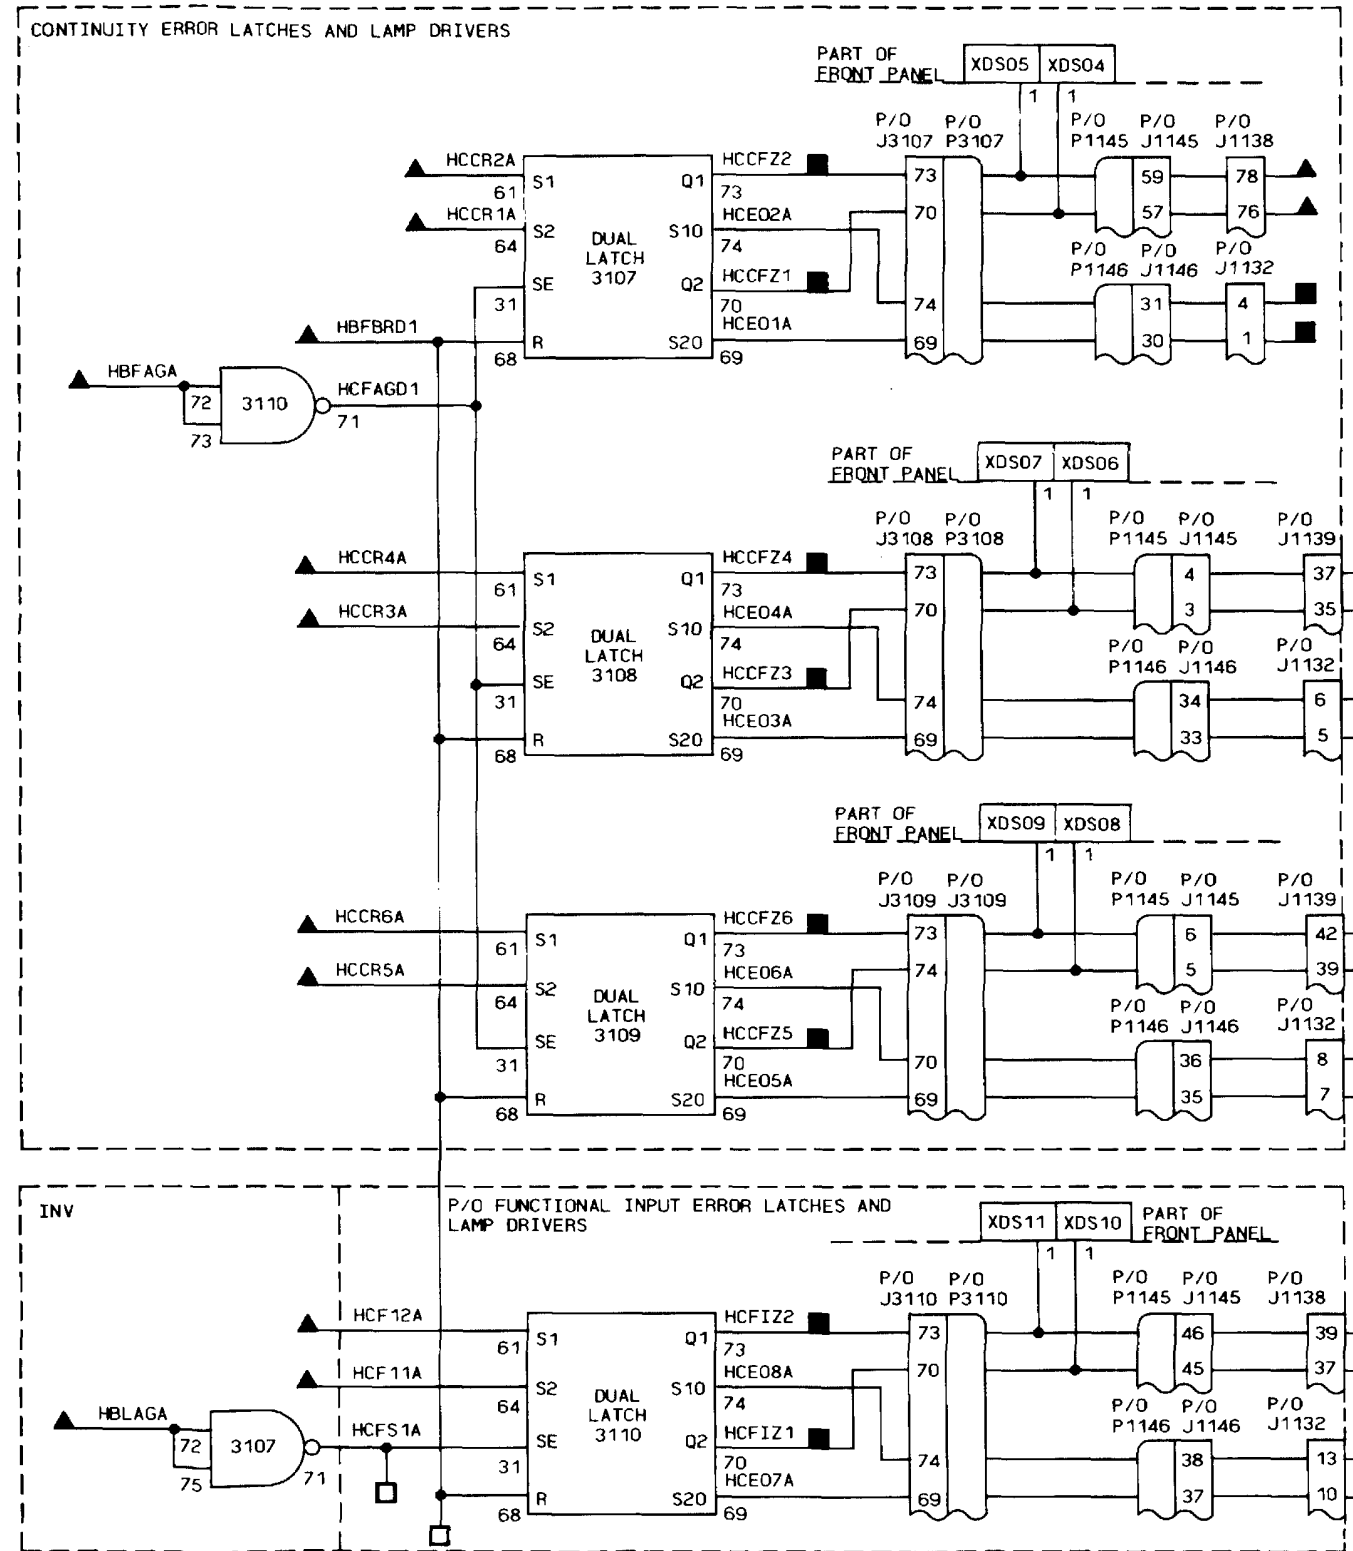 CONTINUITY ERROR LATCHES AND LAMP DRIVERS
PART OF
FRONT PANEL
XDS05 XDS04
1 1
P/O P/O P/O P/O P/O
J3107 P3107 P1145 J1145 J1138
HCCR2A
61
S1
HCCR1A
64
S2
DUAL
LATCH
3107
SE
31
HBFBRD1
R
68
Q1
HCCFZ2
73
S10
HCE02A
74
Q2
HCCFZ1
70
S20
HCE01A
69
73
70
74
69
59 78
57 76
P/O P/O P/O
P1146 J1146 J1132
31 4
30 1
HBFAGA
72
73
3110
HCFAGD1
71
PART OF
FRONT PANEL
XDS07 XDS06
1 1
P/O P/O P/O P/O P/O
J3108 P3108 P1145 J1145 J1139
HCCR4A
61
S1
HCCR3A
64
S2
DUAL
LATCH
3108
SE
31
R
68
Q1
HCCFZ4
73
S10
HCE04A
74
Q2
HCCFZ3
70
S20
HCE03A
69
73
70
74
69
4 37
3 35
P/O P/O P/O
P1146 J1146 J1132
34 6
33 5
PART OF
FRONT PANEL
XDS09 XDS08
1 1
P/O P/O P/O P/O P/O
J3109 J3109 P1145 J1145 J1139
HCCR6A
61
S1
HCCR5A
64
S2
DUAL
LATCH
3109
SE
31
R
68
Q1
HCCFZ6
73
S10
HCE06A
74
Q2
HCCFZ5
70
S20
HCE05A
69
73
74
70
69
6 42
5 39
P/O P/O P/O
P1146 J1146 J1132
36 8
35 7
INV
P/O FUNCTIONAL INPUT ERROR LATCHES AND
LAMP DRIVERS
XDS11 XDS10
PART OF
FRONT PANEL
1 1
P/O P/O P/O P/O P/O
J3110 P3110 P1145 J1145 J1138
HCF12A
61
S1
HCF11A
64
S2
DUAL
LATCH
3110
HBLAGA
72
75
3107
71
HCFS1A
SE
31
R
68
Q1
HCFIZ2
73
S10
HCE08A
74
Q2
HCFIZ1
70
S20
HCE07A
69
73
70
74
69
46 39
45 37
P/O P/O P/O
P1146 J1146 J1132
38 13
37 10